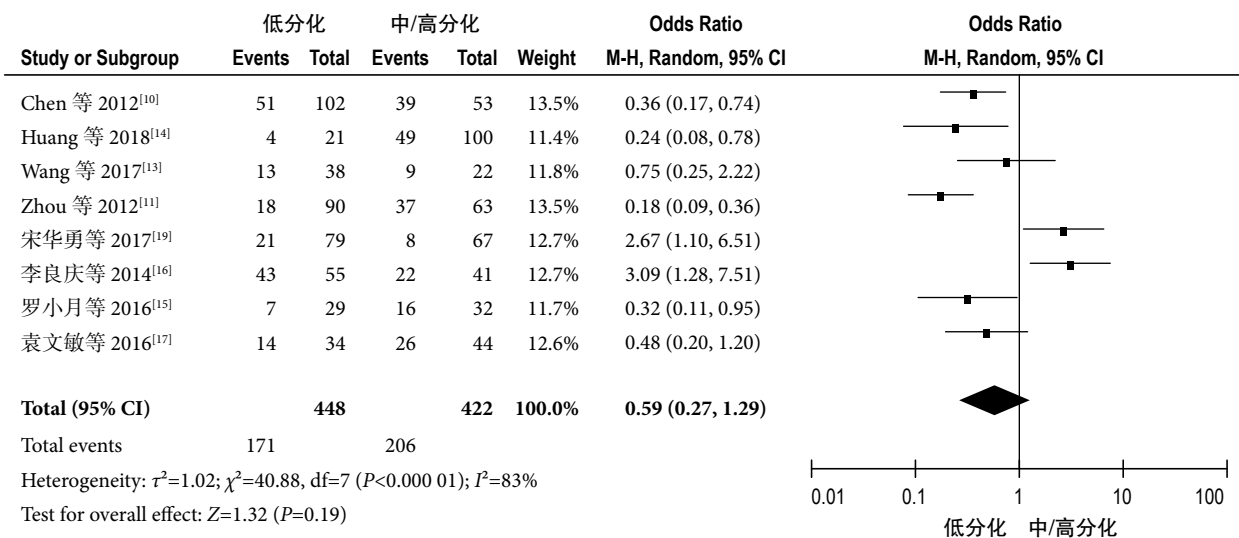 低分化 中/高分化 Odds Ratio Odds Ratio
Study or Subgroup Events Total Events Total Weight M-H, Random, 95% CI M-H, Random, 95% CI
Chen 等 2012[10] 51 102 39 53 13.5% 0.36 (0.17, 0.74)
Huang 等 2018[14] 4 21 49 100 11.4% 0.24 (0.08, 0.78)
Wang 等 2017[13] 13 38 9 22 11.8% 0.75 (0.25, 2.22)
Zhou 等 2012[11] 18 90 37 63 13.5% 0.18 (0.09, 0.36)
宋华勇等 2017[19] 21 79 8 67 12.7% 2.67 (1.10, 6.51)
李良庆等 2014[16] 43 55 22 41 12.7% 3.09 (1.28, 7.51)
罗小月等 2016[15] 7 29 16 32 11.7% 0.32 (0.11, 0.95)
袁文敏等 2016[17] 14 34 26 44 12.6% 0.48 (0.20, 1.20)
Total (95% CI) 448 422 100.0% 0.59 (0.27, 1.29)
Total events 171 206
Heterogeneity: τ²=1.02; χ²=40.88, df=7 (P<0.000 01); I²=83%
Test for overall effect: Z=1.32 (P=0.19)
0.01 0.1 1 10 100
低分化 中/高分化